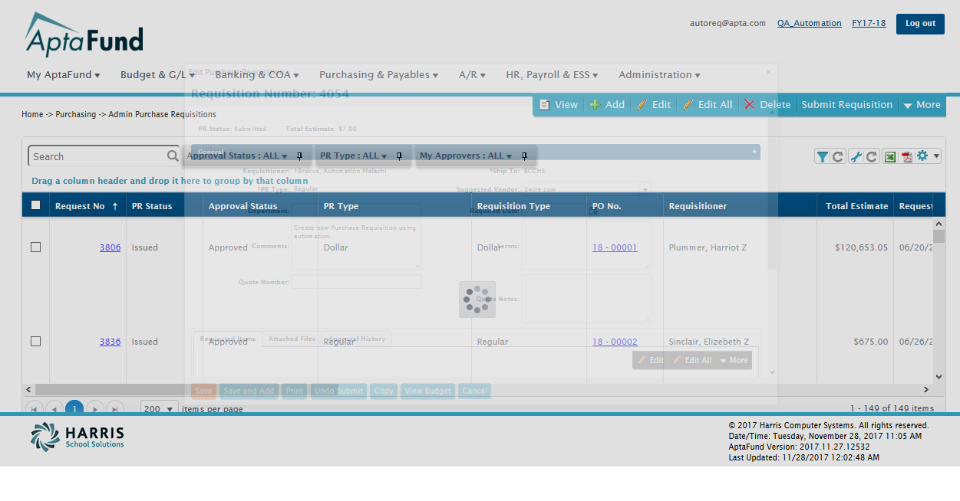 AptaFund
autoreq@apta.com QA_Automation FY17-18 Log out
My AptaFund Budget & G/L Banking & COA Purchasing & Payables A/R HR, Payroll & ESS Administration
Edit Purchase
×
Requisition Number: 4054
View Add Edit Edit All Delete Submit Requisition More
Home -> Purchasing -> Admin Purchase Requisitions
PR Status: Submitted Total Estimate: $7.00
General
Search Approval Status : ALL PR Type : ALL My Approvers : ALL
Requisitioner: Automation Malachi *Ship To:
Drag a column header and drop it here to group by that column
*PR Type: Regular Suggested Vendor:
Request No ↑ PR Status Approval Status PR Type Requisition Type PO No. Requisitioner Total Estimate Request
Department: Required Date:
Create new Purchase Requisition using
automation.
3806 Issued Approved Dollar Dollar 18 - 00001 Plummer, Harriot Z $120,653.05 06/20/2
Comments: Terms:
Quote Number:
Quote Notes:
Requested Items Attached Files Approval History
3836 Issued Approved Regular Regular 18 - 00002 Sinclair, Elizebeth Z $675.00 06/26/2
Edit Edit All More
Save Save and Add Print Undo Submit Copy View Budget Cancel
1 200 items per page 1 - 149 of 149 items
HARRIS
School Solutions
© 2017 Harris Computer Systems. All rights reserved.
Date/Time: Tuesday, November 28, 2017 11:05 AM
AptaFund Version: 2017.11.27.12532
Last Updated: 11/28/2017 12:02:48 AM